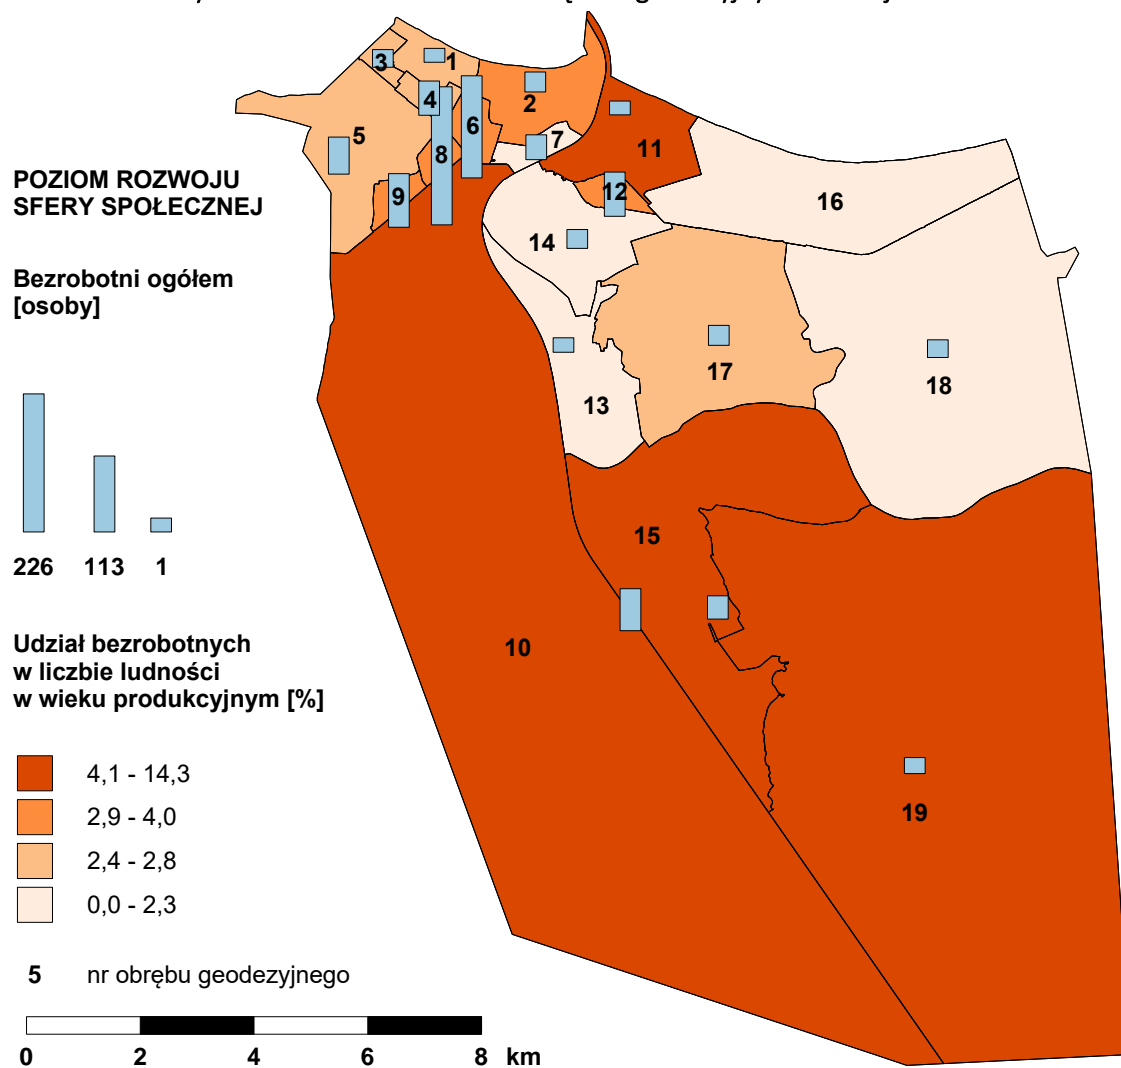 POZIOM ROZWOJU
SFERY SPOŁECZNEJ
Bezrobotni ogółem
[osoby]
226 113 1
Udział bezrobotnych
w liczbie ludności
w wieku produkcyjnym [%]
4,1 - 14,3
2,9 - 4,0
2,4 - 2,8
0,0 - 2,3
5 nr obrębu geodezyjnego
0 2 4 6 8 km
1
2
3
4
5
6
7
8
9
10
11
12
13
14
15
16
17
18
19